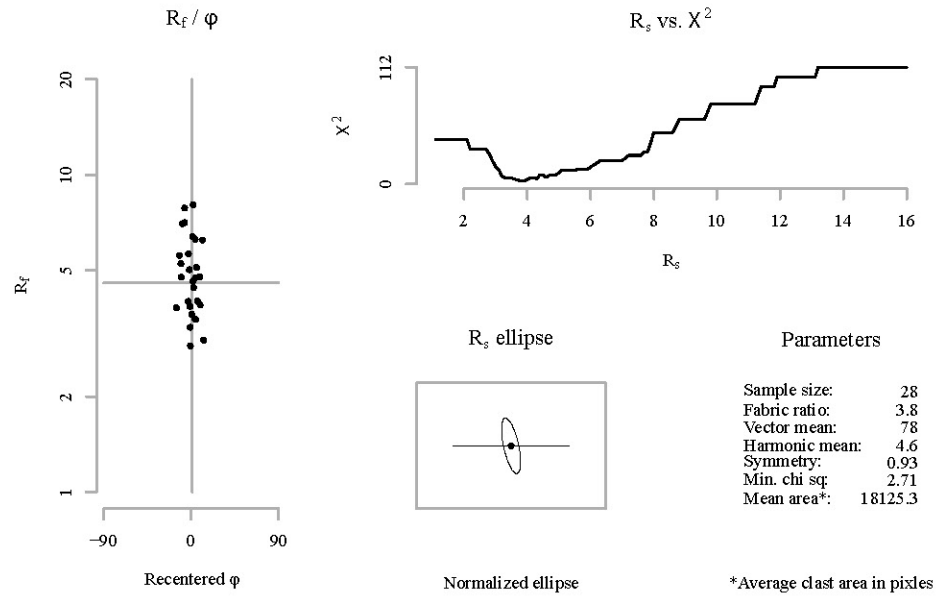 Rf / φ
20
10
5
2
1
Rf
−90 0 90
Recentered φ
Rs vs. X²
112
0
X²
2 4 6 8 10 12 14 16
Rs
Rs ellipse
Normalized ellipse
Parameters
Sample size: 28
Fabric ratio: 3.8
Vector mean: 78
Harmonic mean: 4.6
Symmetry: 0.93
Min. chi sq: 2.71
Mean area*: 18125.3
*Average clast area in pixles